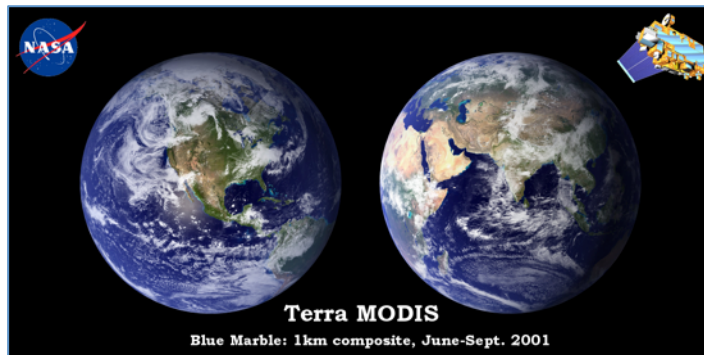 NASA
Terra MODIS
Blue Marble: 1km composite, June-Sept. 2001